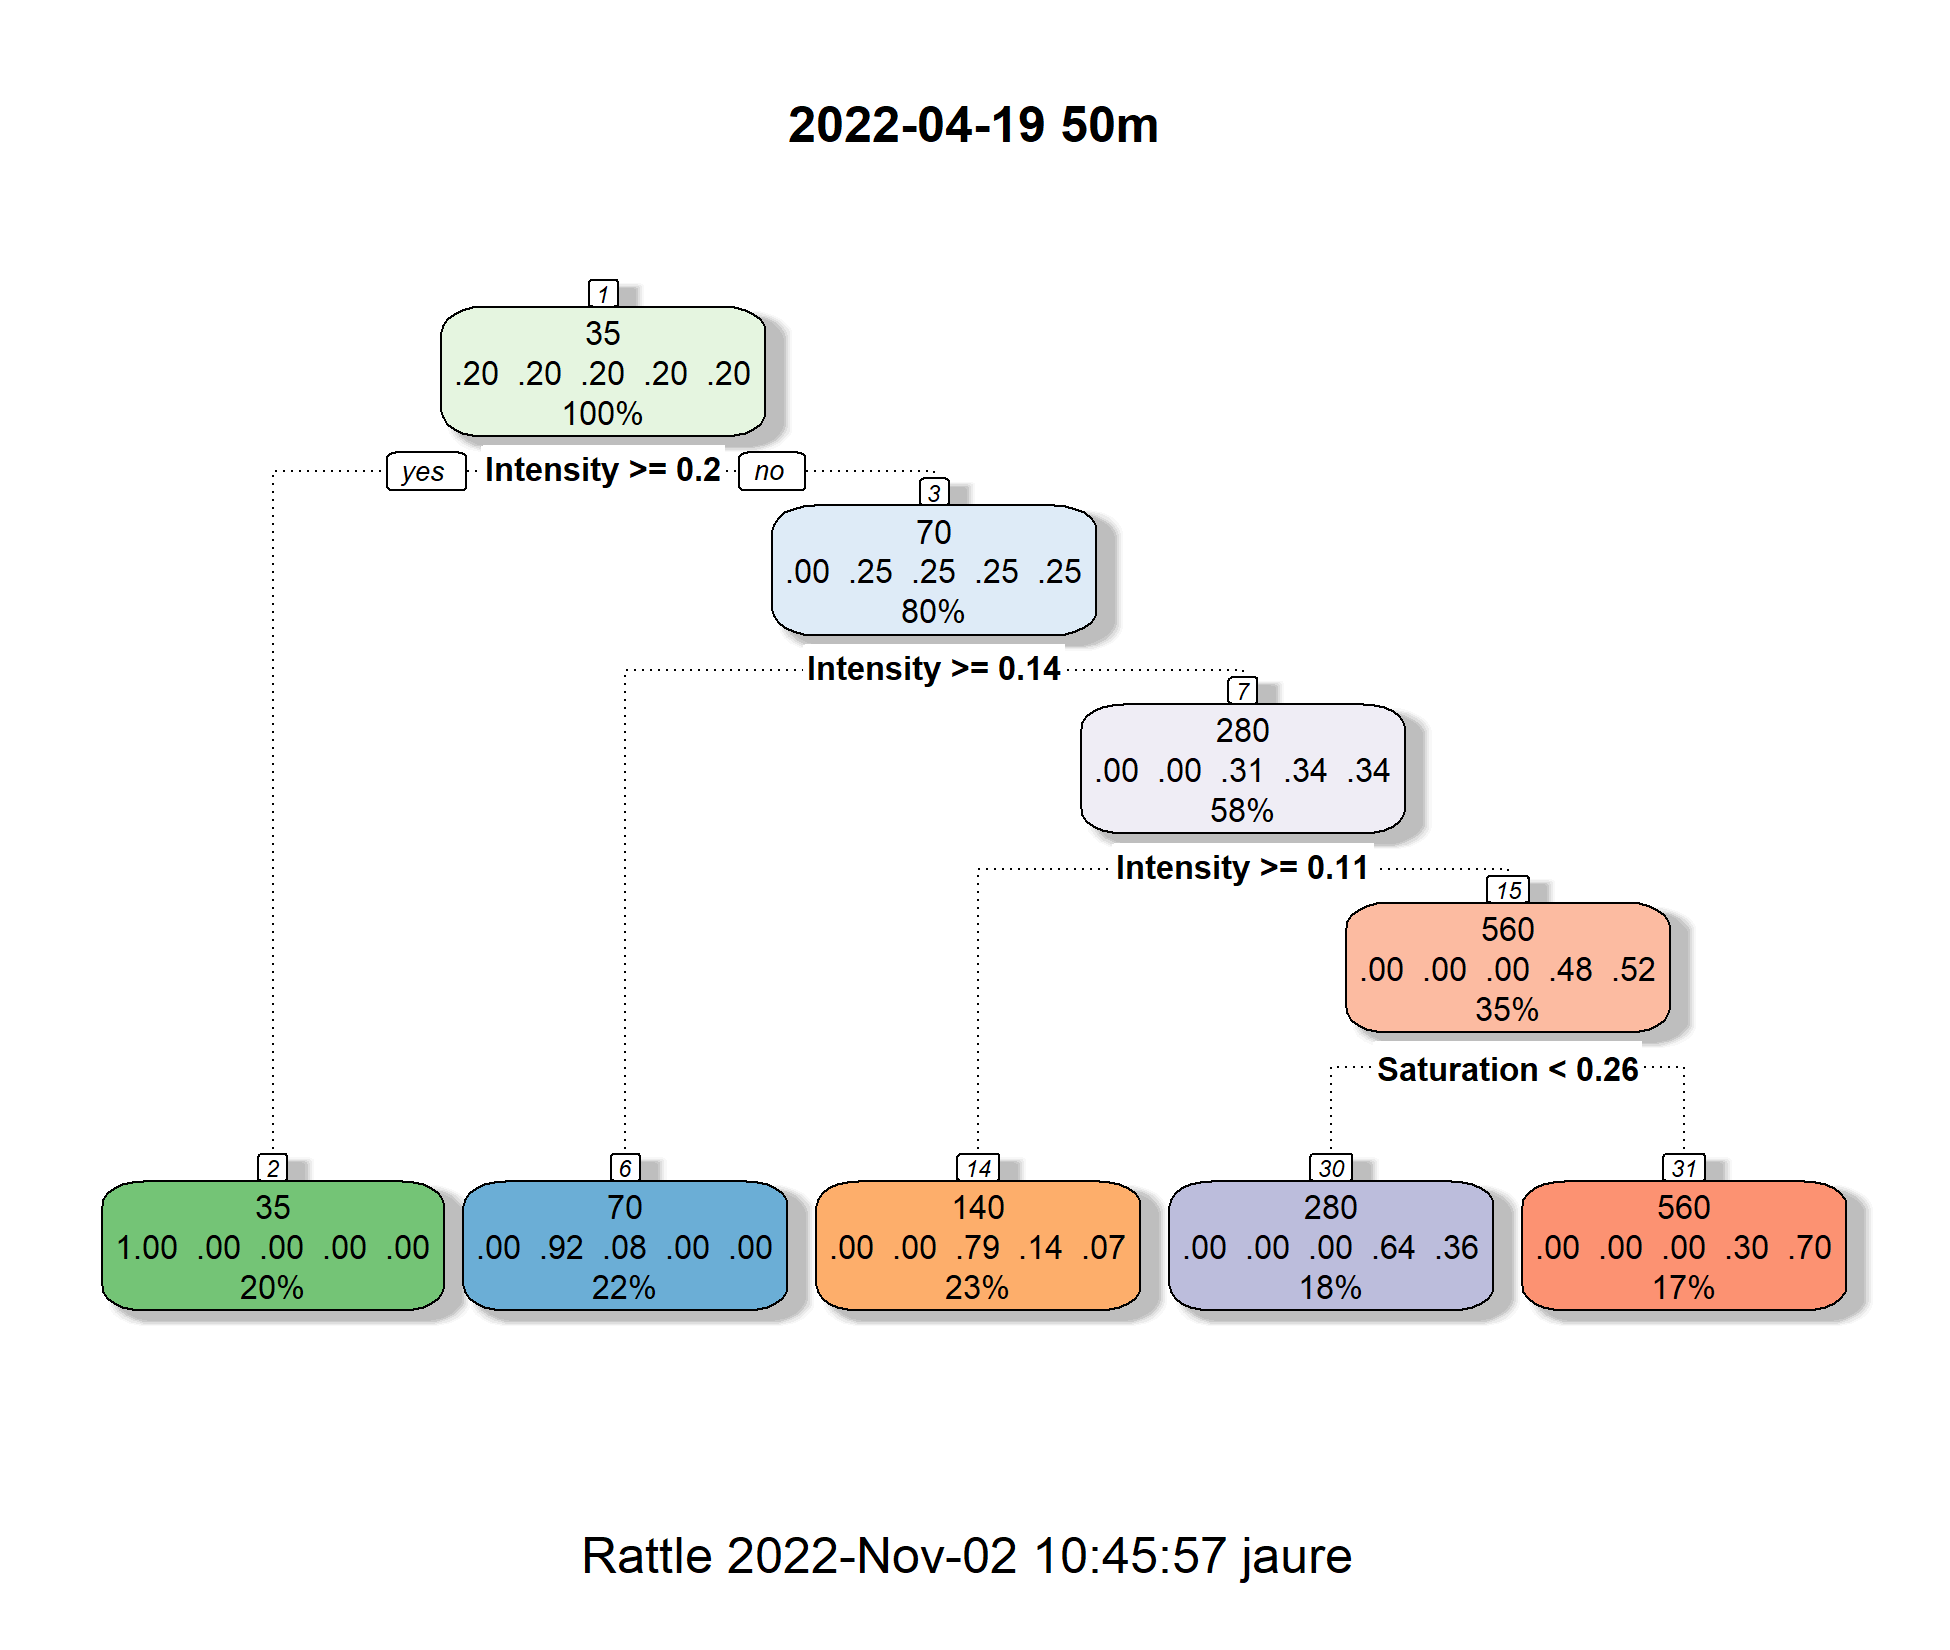 2022-04-19 50m
1
35
.20 .20 .20 .20 .20
100%
yes Intensity >= 0.2 no
3
70
.00 .25 .25 .25 .25
80%
Intensity >= 0.14
7
280
.00 .00 .31 .34 .34
58%
Intensity >= 0.11
15
560
.00 .00 .00 .48 .52
35%
Saturation < 0.26
2
35
1.00 .00 .00 .00 .00
20%
6
70
.00 .92 .08 .00 .00
22%
14
140
.00 .00 .79 .14 .07
23%
30
280
.00 .00 .00 .64 .36
18%
31
560
.00 .00 .00 .30 .70
17%
Rattle 2022-Nov-02 10:45:57 jaure